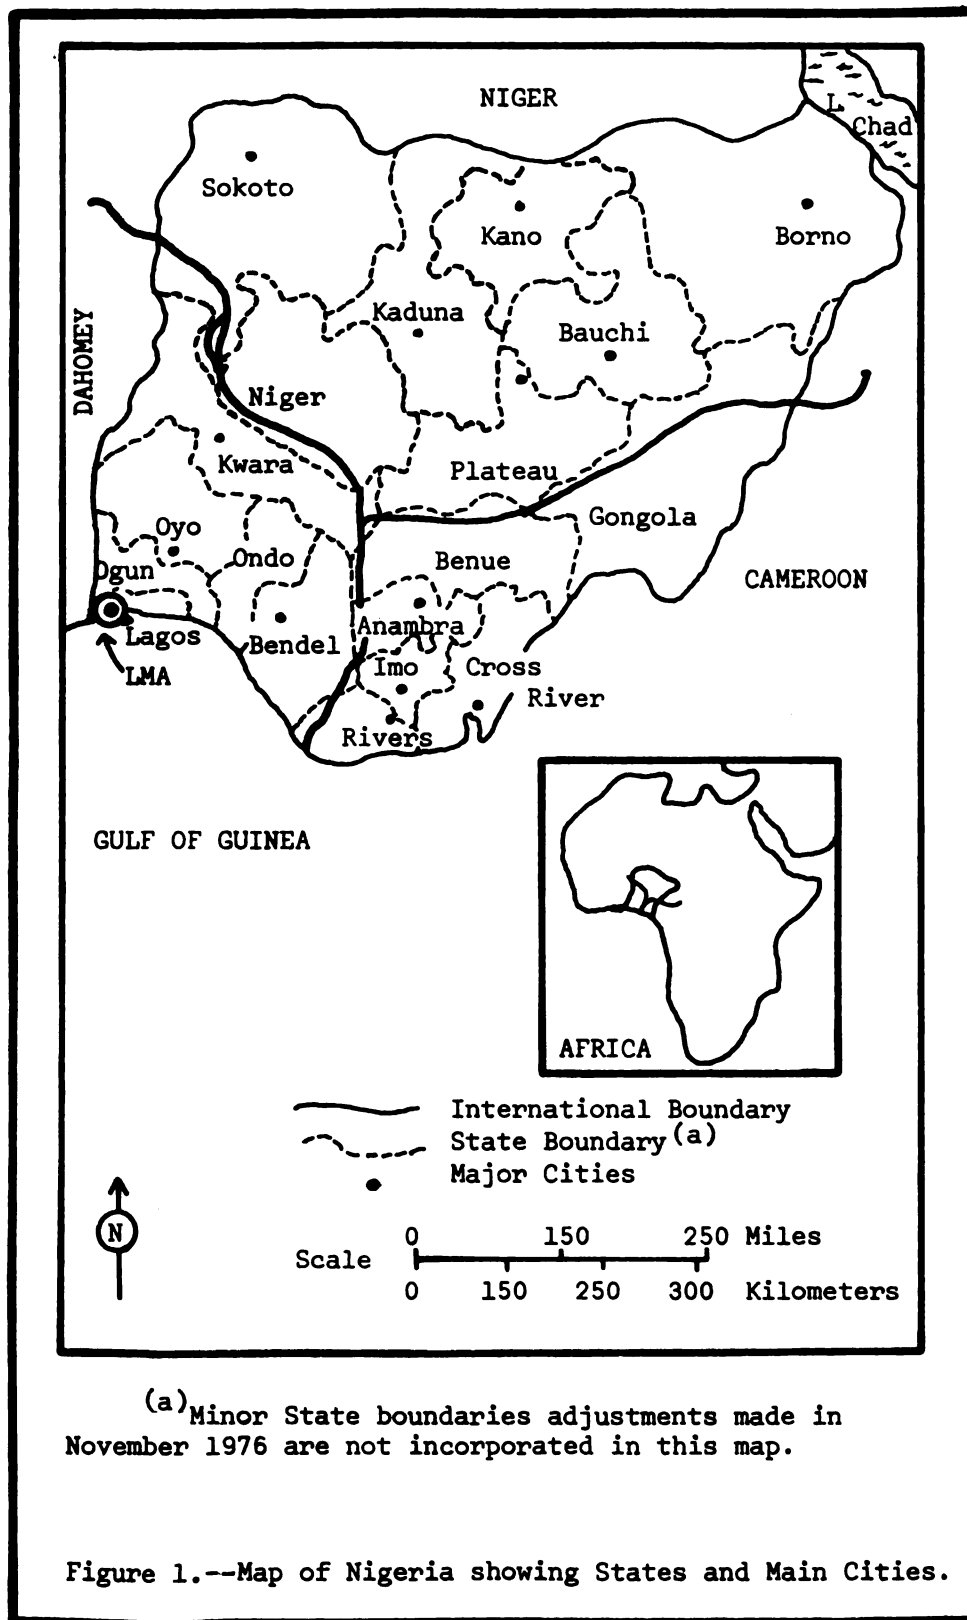 NIGER
L. Chad
Sokoto
Kano
Borno
DAHOMEY
Kaduna
Bauchi
Niger
Kwara
Plateau
Oyo
Gongola
Ogun
Ondo
Benue
CAMEROON
Lagos
Bendel
Anambra
LMA
Imo
Cross
River
Rivers
GULF OF GUINEA
AFRICA
International Boundary
State Boundary(a)
Major Cities
N
0 150 250 Miles
Scale
0 150 250 300 Kilometers
(a)Minor State boundaries adjustments made in
November 1976 are not incorporated in this map.
Figure 1.--Map of Nigeria showing States and Main Cities.